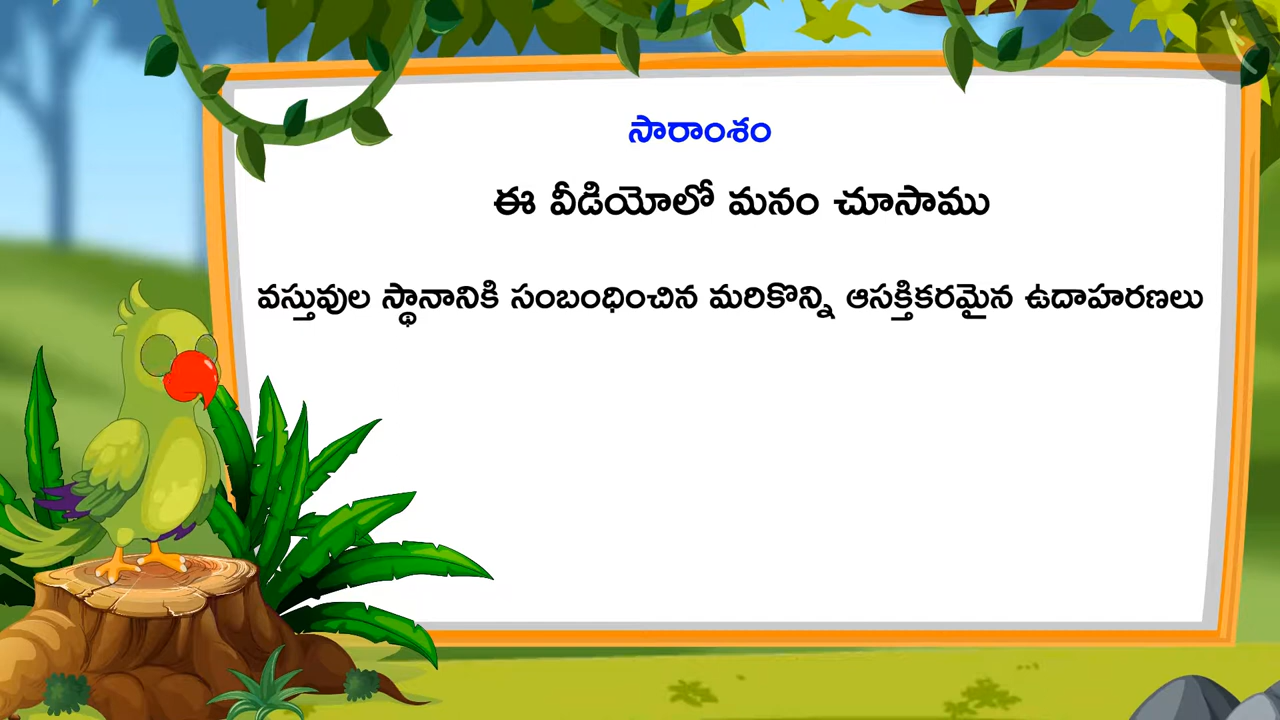 సారాంశం
ఈ వీడియోలో మనం చూసాము
వస్తువుల స్థానానికి సంబంధించిన మరికొన్ని ఆసక్తికరమైన ఉదాహరణలు